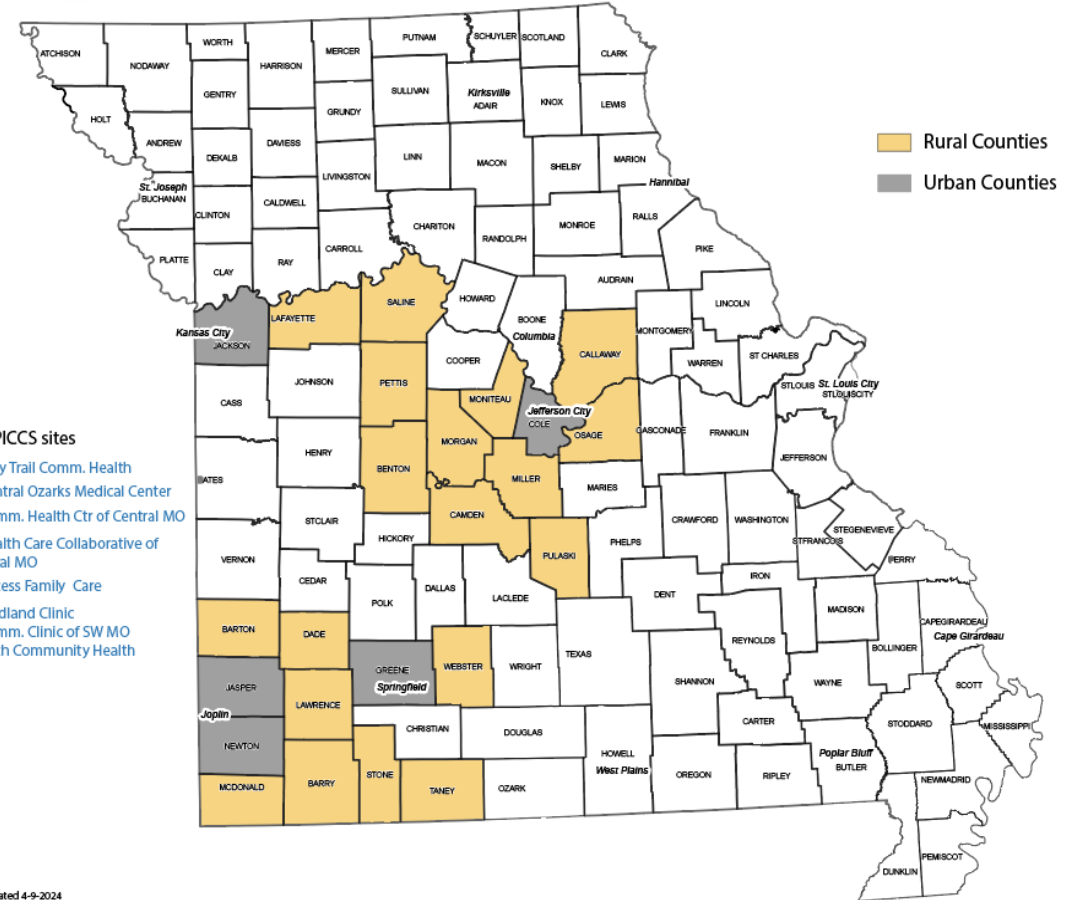 ATCHISON
NODAWAY
WORTH
HARRISON
MERCER
PUTNAM
SCHUYLER
SCOTLAND
CLARK
HOLT
GENTRY
GRUNDY
SULLIVAN
Kirksville
ADAIR
KNOX
LEWIS
Rural Counties
Urban Counties
ANDREW
DEKALB
DAVIESS
LIVINGSTON
LINN
MACON
SHELBY
MARION
Hannibal
St. Joseph
BUCHANAN
CLINTON
CALDWELL
CHARITON
RANDOLPH
MONROE
RALLS
PIKE
PLATTE
CLAY
RAY
CARROLL
AUDRAIN
SALINE
HOWARD
BOONE
Columbia
LINCOLN
LAFAYETTE
Kansas City
JACKSON
COOPER
CALLAWAY
MONTGOMERY
WARREN
ST CHARLES
STLOUIS
St. Louis City
STLOUISCITY
CASS
JOHNSON
PETTIS
MONITEAU
Jefferson City
COLE
OSAGE
GASCONADE
FRANKLIN
JEFFERSON
PICCS sites
y Trail Comm. Health
ntral Ozarks Medical Center
mm. Health Ctr of Central MO
alth Care Collaborative of
al MO
ess Family Care
dland Clinic
mm. Clinic of SW MO
th Community Health
ATES
HENRY
BENTON
MORGAN
MILLER
MARIES
VERNON
STCLAIR
HICKORY
CAMDEN
PULASKI
PHELPS
CRAWFORD
WASHINGTON
STFRANCOIS
STEGENEVIEVE
PERRY
CEDAR
POLK
DALLAS
LACLEDE
DENT
IRON
MADISON
CAPEGIRARDEAU
Cape Girardeau
BARTON
DADE
GREENE
Springfield
WEBSTER
WRIGHT
TEXAS
REYNOLDS
BOLLINGER
JASPER
Joplin
NEWTON
LAWRENCE
CHRISTIAN
DOUGLAS
SHANNON
WAYNE
SCOTT
STODDARD
MISSISSIPPI
CARTER
MCDONALD
BARRY
STONE
TANEY
OZARK
HOWELL
West Plains
OREGON
RIPLEY
Poplar Bluff
BUTLER
NEWMADRID
PEMISCOT
DUNKLIN
ated 4-9-2024